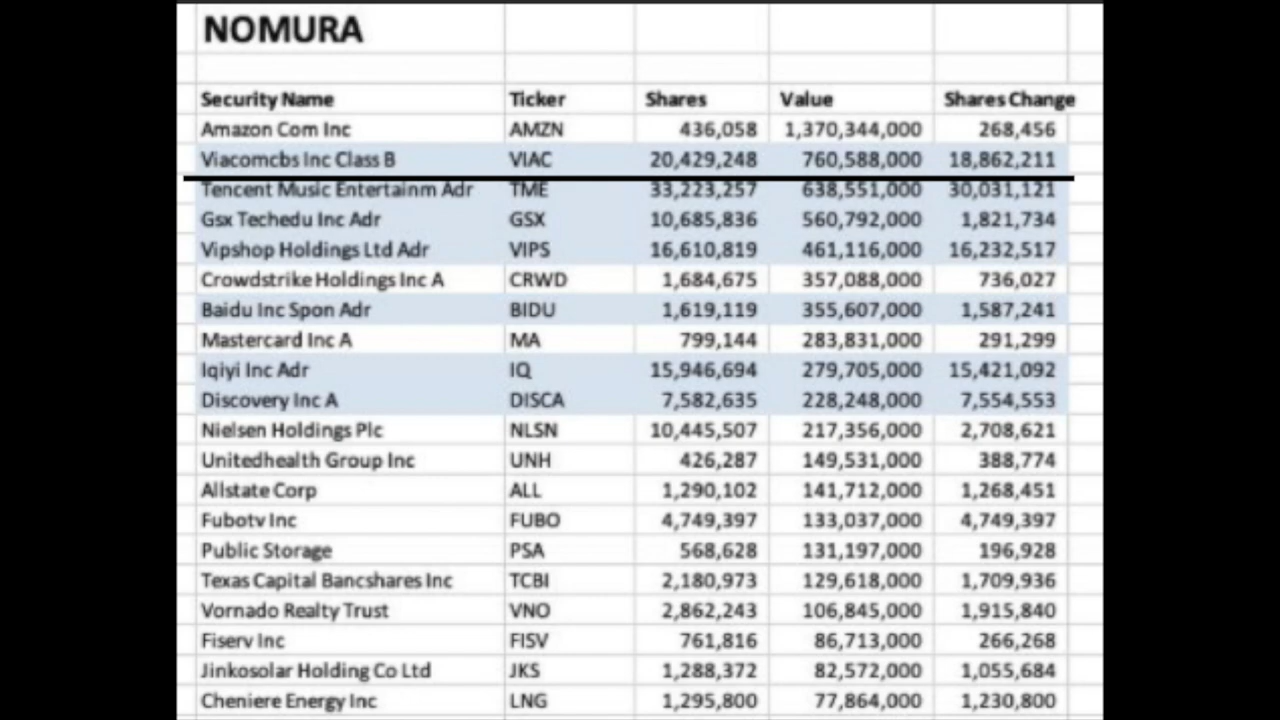 NOMURA
Security Name Ticker Shares Value Shares Change
Amazon Com Inc AMZN 436,058 1,370,344,000 268,456
Viacomcbs Inc Class B VIAC 20,429,248 760,588,000 18,862,211
Tencent Music Entertainm Adr TME 33,223,257 638,551,000 30,031,121
Gsx Techedu Inc Adr GSX 10,685,836 560,792,000 1,821,734
Vipshop Holdings Ltd Adr VIPS 16,610,819 461,116,000 16,232,517
Crowdstrike Holdings Inc A CRWD 1,684,675 357,088,000 736,027
Baidu Inc Spon Adr BIDU 1,619,119 355,607,000 1,587,241
Mastercard Inc A MA 799,144 283,831,000 291,299
Iqiyi Inc Adr IQ 15,946,694 279,705,000 15,421,092
Discovery Inc A DISCA 7,582,635 228,248,000 7,554,553
Nielsen Holdings Plc NLSN 10,445,507 217,356,000 2,708,621
Unitedhealth Group Inc UNH 426,287 149,531,000 388,774
Allstate Corp ALL 1,290,102 141,712,000 1,268,451
Fubotv Inc FUBO 4,749,397 133,037,000 4,749,397
Public Storage PSA 568,628 131,197,000 196,928
Texas Capital Bancshares Inc TCBI 2,180,973 129,618,000 1,709,936
Vornado Realty Trust VNO 2,862,243 106,845,000 1,915,840
Fiserv Inc FISV 761,816 86,713,000 266,268
Jinkosolar Holding Co Ltd JKS 1,288,372 82,572,000 1,055,684
Cheniere Energy Inc LNG 1,295,800 77,864,000 1,230,800